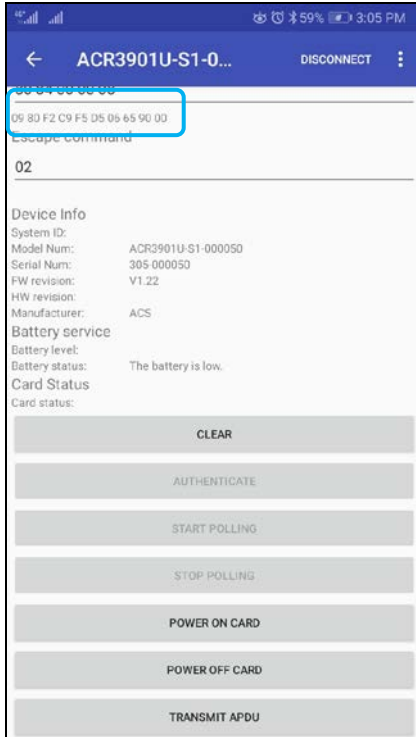 59% 3:05 PM
ACR3901U-S1-0... DISCONNECT
09 80 F2 C9 F5 D5 06 65 90 00
Escape command
02
Device Info
System ID:
Model Num: ACR3901U-S1-000050
Serial Num: 305-000050
FW revision: V1.22
HW revision:
Manufacturer: ACS
Battery service
Battery level:
Battery status: The battery is low.
Card Status
Card status:
CLEAR
AUTHENTICATE
START POLLING
STOP POLLING
POWER ON CARD
POWER OFF CARD
TRANSMIT APDU